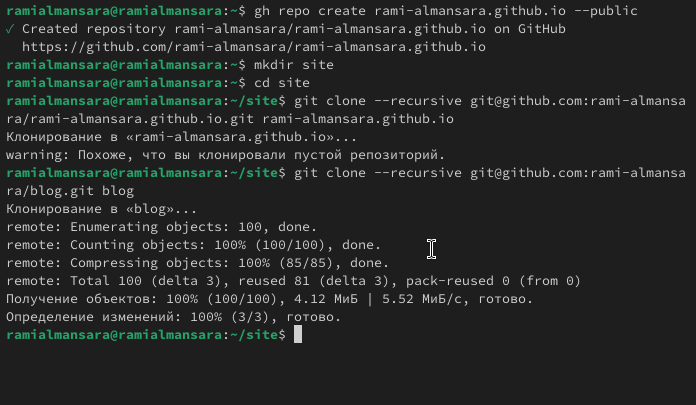 ramialmansara@ramialmansara:~$ gh repo create rami-almansara.github.io --public
✓ Created repository rami-almansara/rami-almansara.github.io on GitHub
  https://github.com/rami-almansara/rami-almansara.github.io
ramialmansara@ramialmansara:~$ mkdir site
ramialmansara@ramialmansara:~$ cd site
ramialmansara@ramialmansara:~/site$ git clone --recursive git@github.com:rami-almansa
ra/rami-almansara.github.io.git rami-almansara.github.io
Клонирование в «rami-almansara.github.io»...
warning: Похоже, что вы клонировали пустой репозиторий.
ramialmansara@ramialmansara:~/site$ git clone --recursive git@github.com:rami-almansa
ra/blog.git blog
Клонирование в «blog»...
remote: Enumerating objects: 100, done.
remote: Counting objects: 100% (100/100), done.
remote: Compressing objects: 100% (85/85), done.
remote: Total 100 (delta 3), reused 81 (delta 3), pack-reused 0 (from 0)
Получение объектов: 100% (100/100), 4.12 МиБ | 5.52 МиБ/с, готово.
Определение изменений: 100% (3/3), готово.
ramialmansara@ramialmansara:~/site$